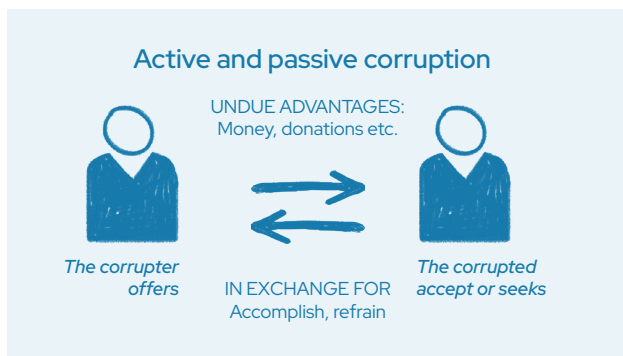 Active and passive corruption
UNDUE ADVANTAGES:
Money, donations etc.
The corrupter
offers
IN EXCHANGE FOR
Accomplish, refrain
The corrupted
accept or seeks